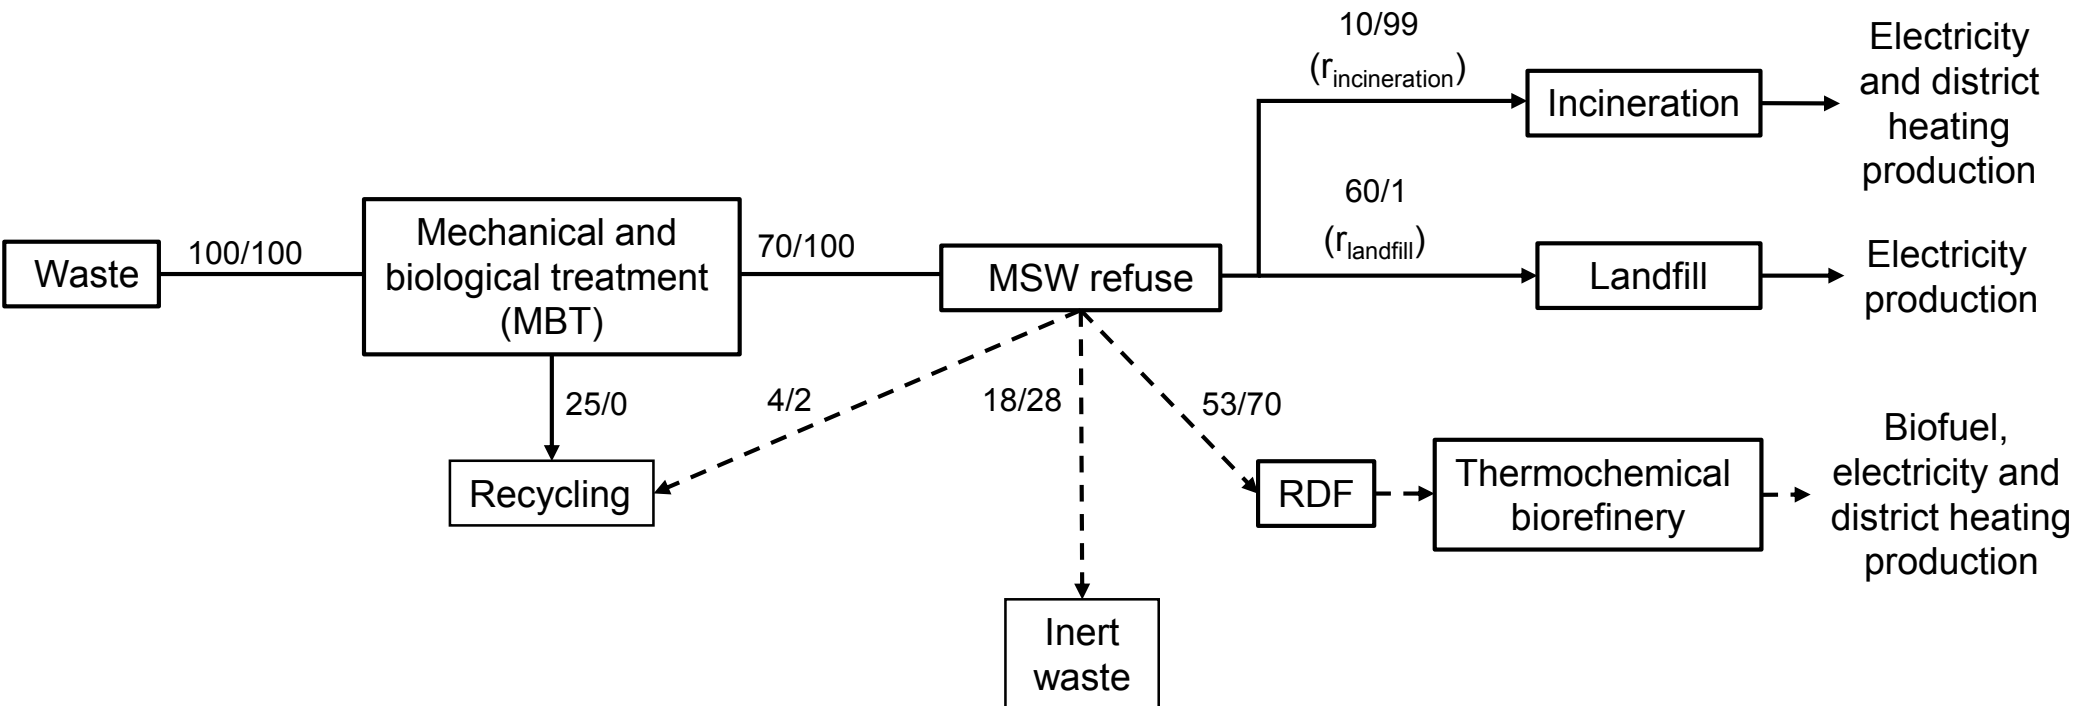 Waste
100/100
Mechanical and
biological treatment
(MBT)
70/100
MSW refuse
10/99
(r_incineration)
Incineration
Electricity
and district
heating
production
60/1
(r_landfill)
Landfill
Electricity
production
25/0
4/2
18/28
53/70
Recycling
RDF
Thermochemical
biorefinery
Biofuel,
electricity and
district heating
production
Inert
waste